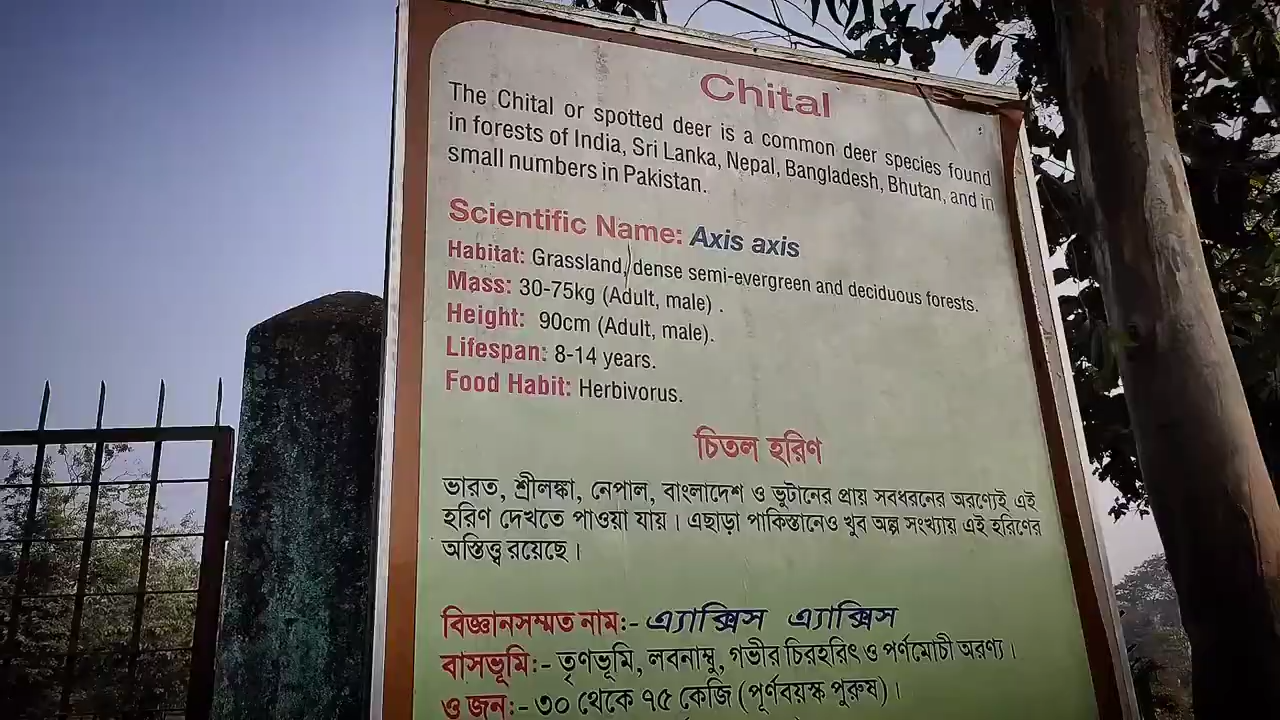 Chital
The Chital or spotted deer is a common deer species found
in forests of India, Sri Lanka, Nepal, Bangladesh, Bhutan, and in
small numbers in Pakistan.
Scientific Name: Axis axis
Habitat: Grassland, dense semi-evergreen and deciduous forests.
Mass: 30-75kg (Adult, male) .
Height: 90cm (Adult, male).
Lifespan: 8-14 years.
Food Habit: Herbivorus.
চিতল হরিণ
ভারত, শ্রীলঙ্কা, নেপাল, বাংলাদেশ ও ভুটানের প্রায় সবধরনের অরণ্যেই এই
হরিণ দেখতে পাওয়া যায়। এছাড়া পাকিস্তানেও খুব অল্প সংখ্যায় এই হরিণের
অস্তিত্ত্ব রয়েছে।
বিজ্ঞানসম্মত নাম:- এ্যাক্সিস এ্যাক্সিস
বাসভূমি:- তৃণভূমি, লবনাম্বু, গভীর চিরহরিৎ ও পর্ণমোচী অরণ্য।
ও জন:- ৩০ থেকে ৭৫ কেজি (পূর্ণবয়স্ক পুরুষ)।